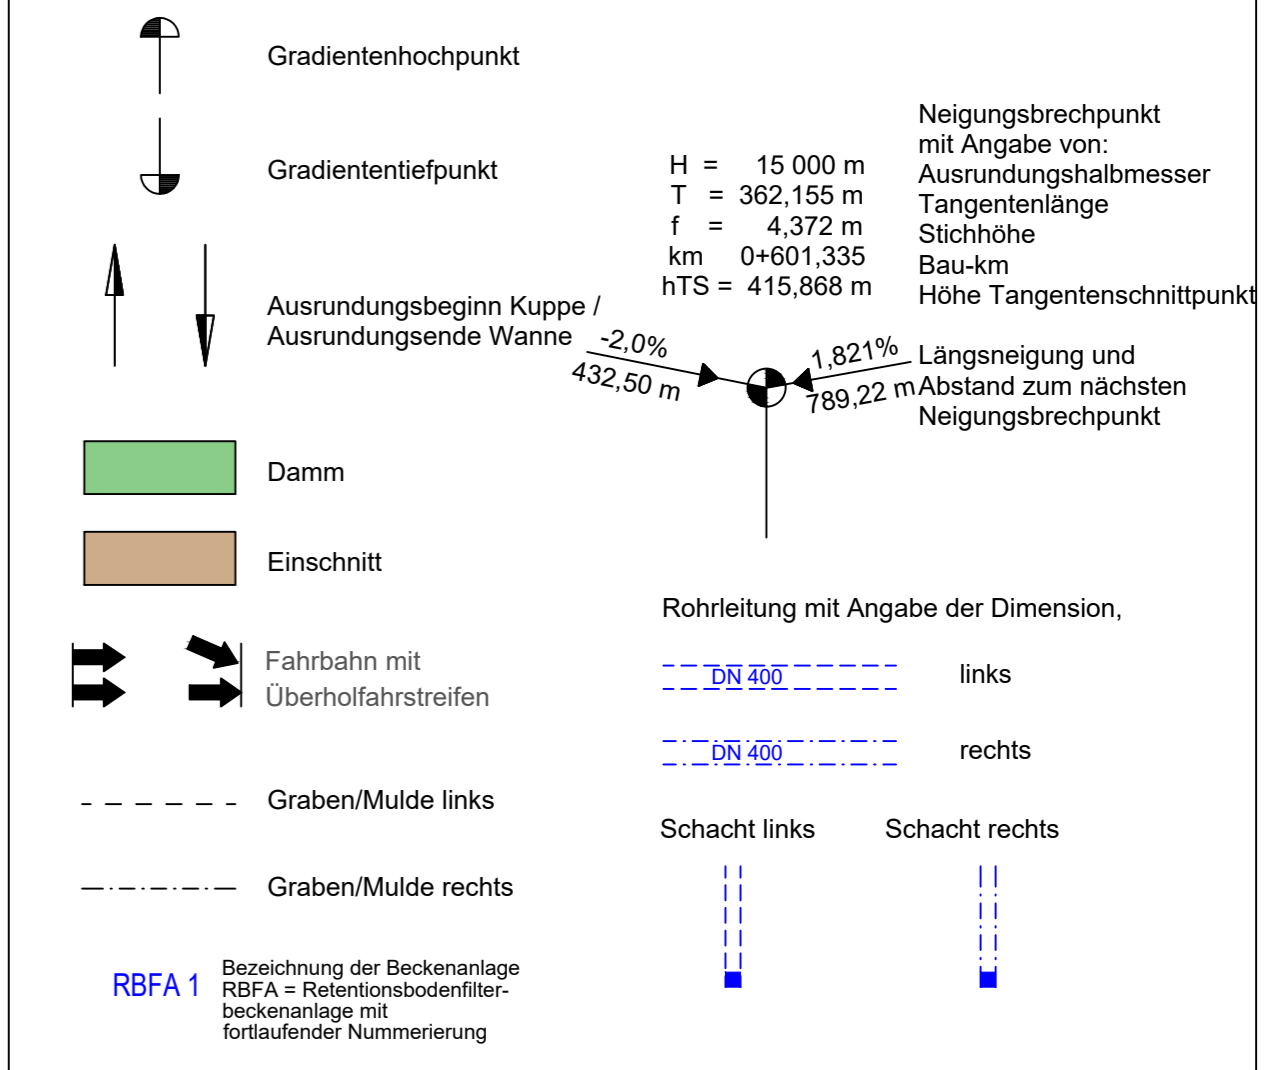 Gradientenhochpunkt
Gradiententiefpunkt
Ausrundungsbeginn Kuppe /
Ausrundungsende Wanne
Damm
Einschnitt
Fahrbahn mit
Überholfahrstreifen
Graben/Mulde links
Graben/Mulde rechts
RBFA 1
Bezeichnung der Beckenanlage
RBFA = Retentionsbodenfilter-
beckenanlage mit
fortlaufender Nummerierung
H = 15 000 m
T = 362,155 m
f = 4,372 m
km 0+601,335
hTS = 415,868 m
Neigungsbrechpunkt
mit Angabe von:
Ausrundungshalbmesser
Tangentenlänge
Stichhöhe
Bau-km
Höhe Tangentenschnittpunkt
-2,0%
432,50 m
1,821%
789,22 m
Längsneigung und
Abstand zum nächsten
Neigungsbrechpunkt
Rohrleitung mit Angabe der Dimension,
DN 400
links
DN 400
rechts
Schacht links
Schacht rechts